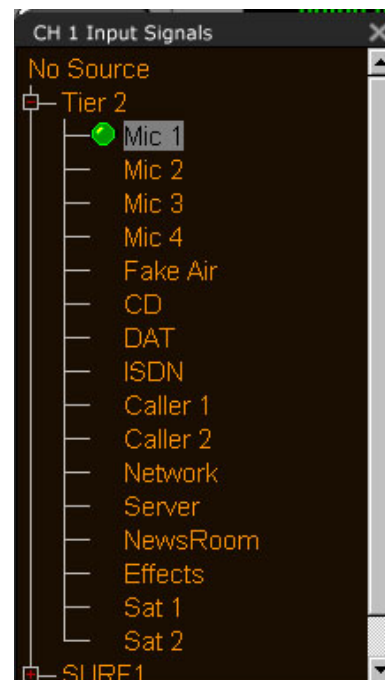 CH 1 Input Signals
No Source
Tier 2
Mic 1
Mic 2
Mic 3
Mic 4
Fake Air
CD
DAT
ISDN
Caller 1
Caller 2
Network
Server
NewsRoom
Effects
Sat 1
Sat 2
SURF1